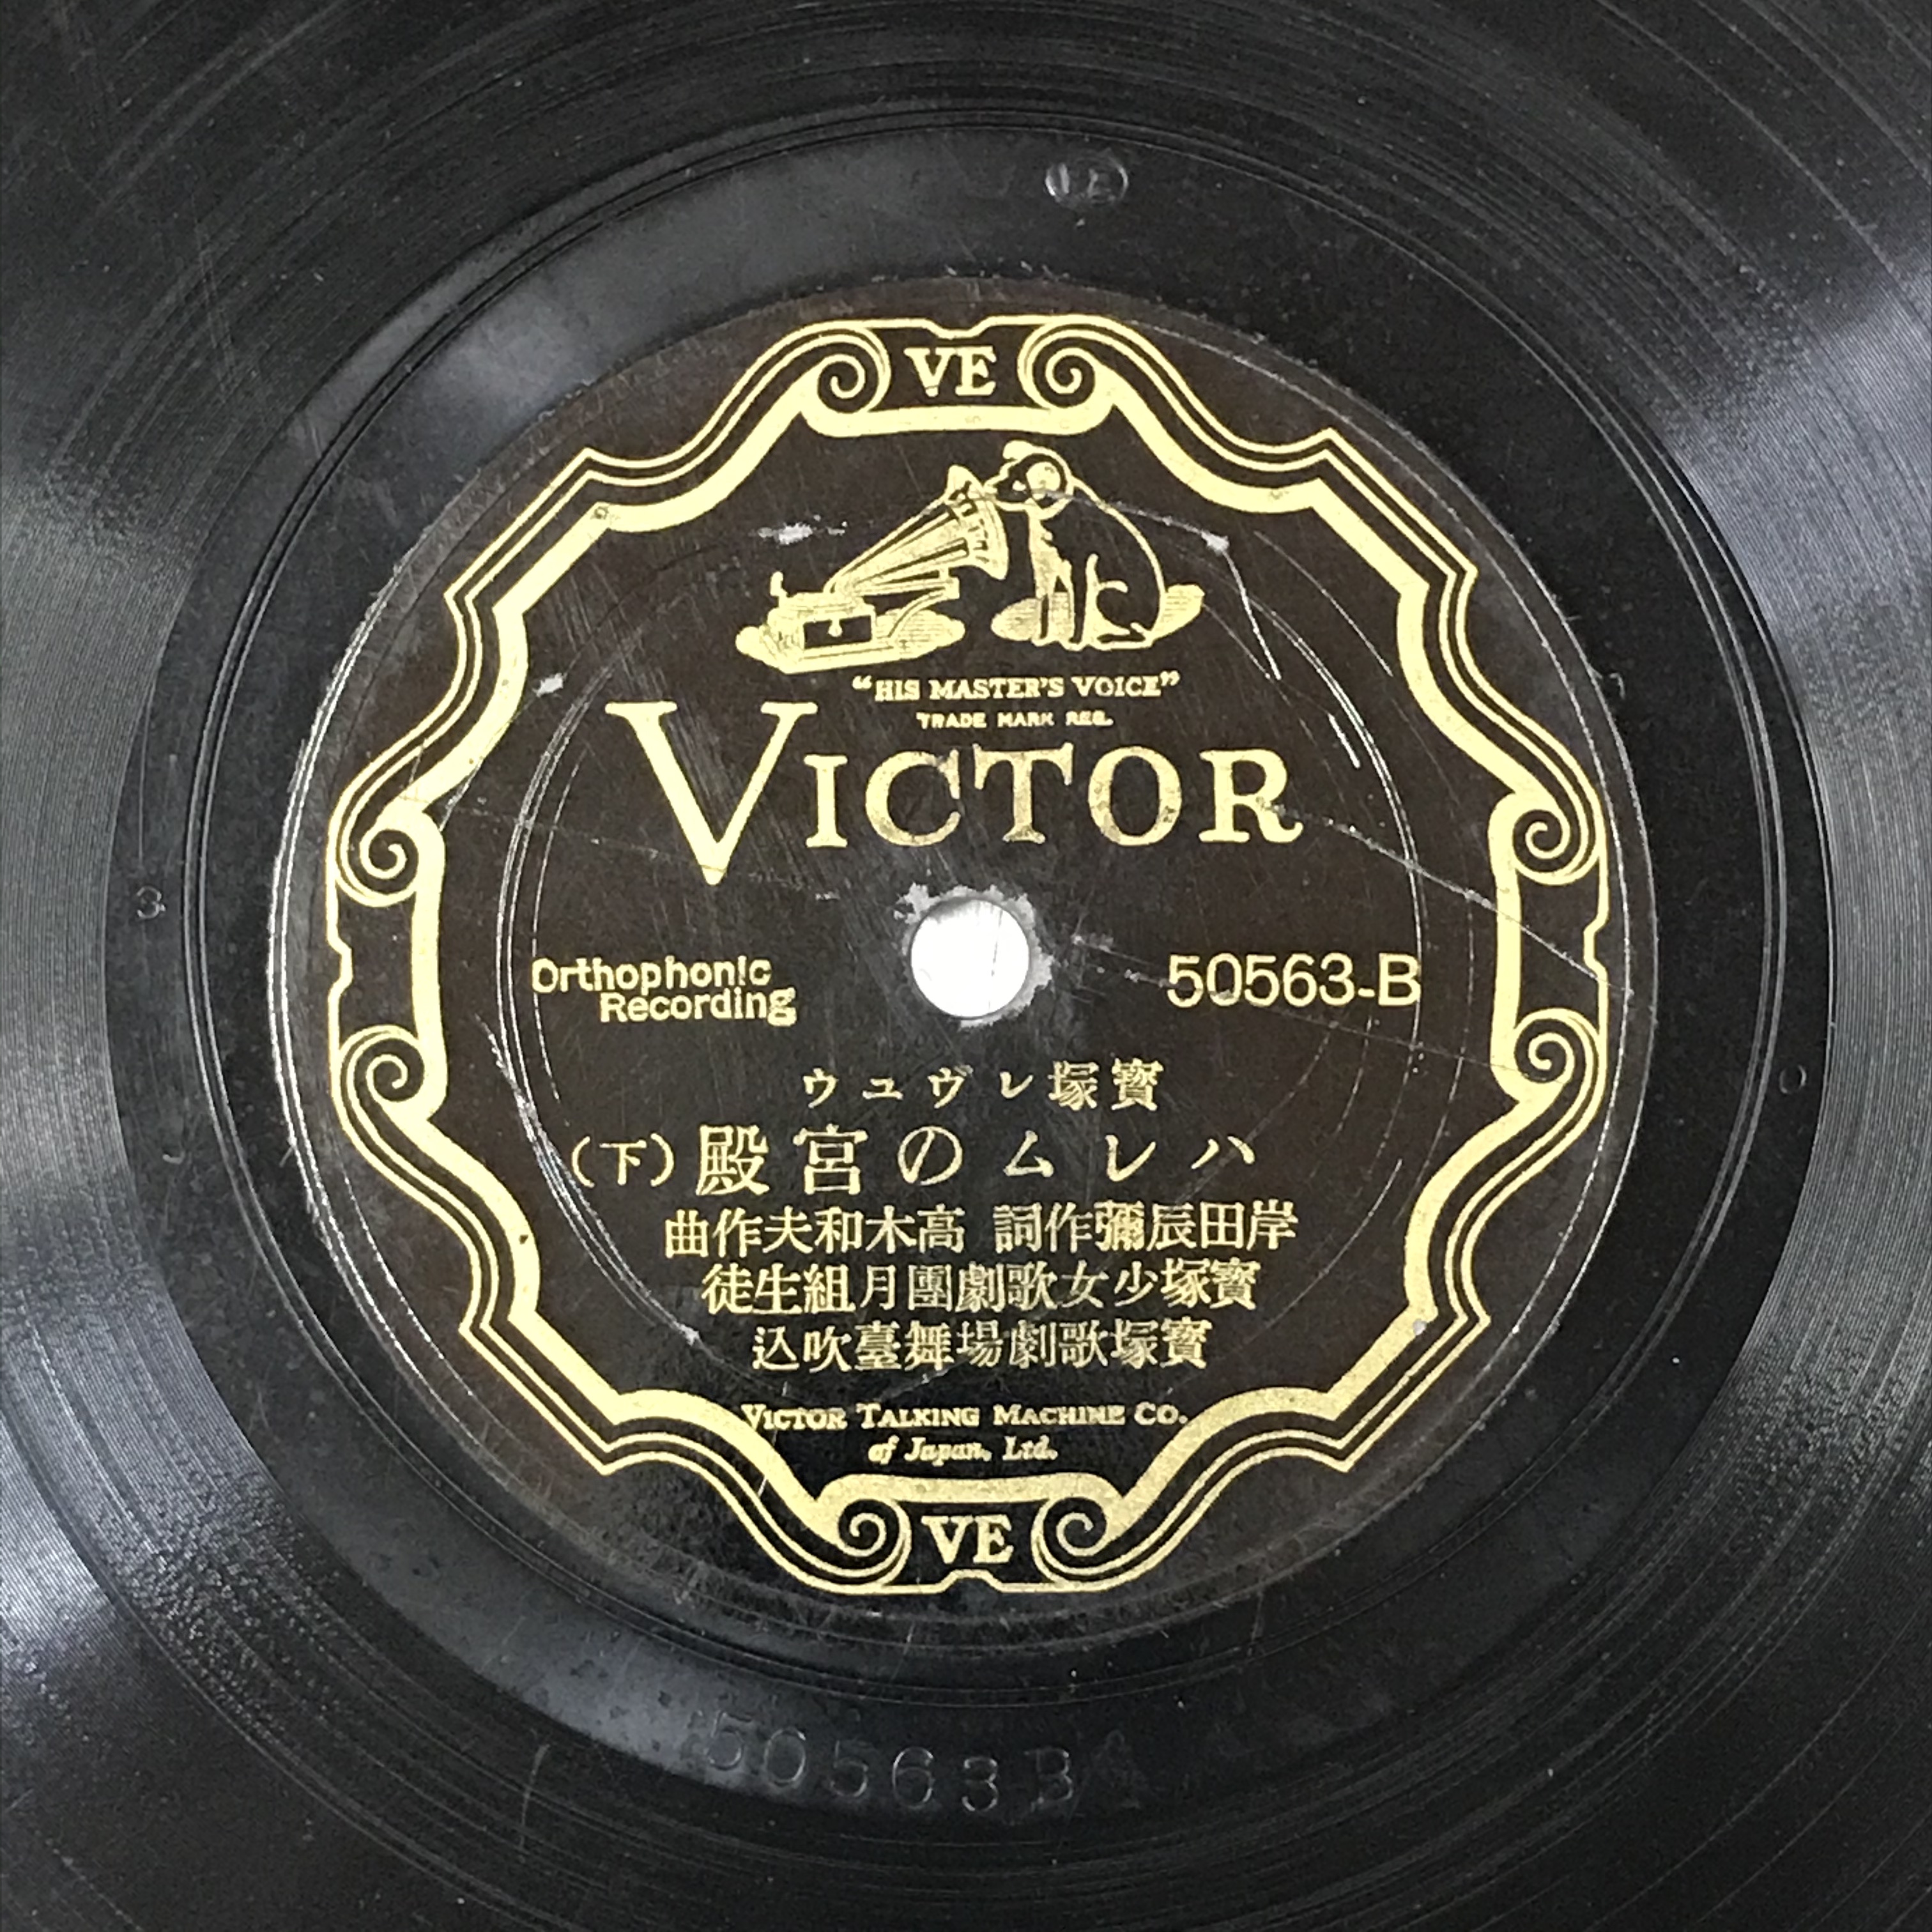 VE
"HIS MASTER'S VOICE"
TRADE MARK REG.
VICTOR
Orthophonic
Recording
50563-B
寶塚レヴユウ
ハレムの宮殿（下）
岸田辰彌作詞 高木和夫作曲
寶塚少女歌劇團月組生徒
寶塚歌劇場舞臺吹込
VICTOR TALKING MACHINE CO.
of Japan, Ltd.
VE
3
50563B